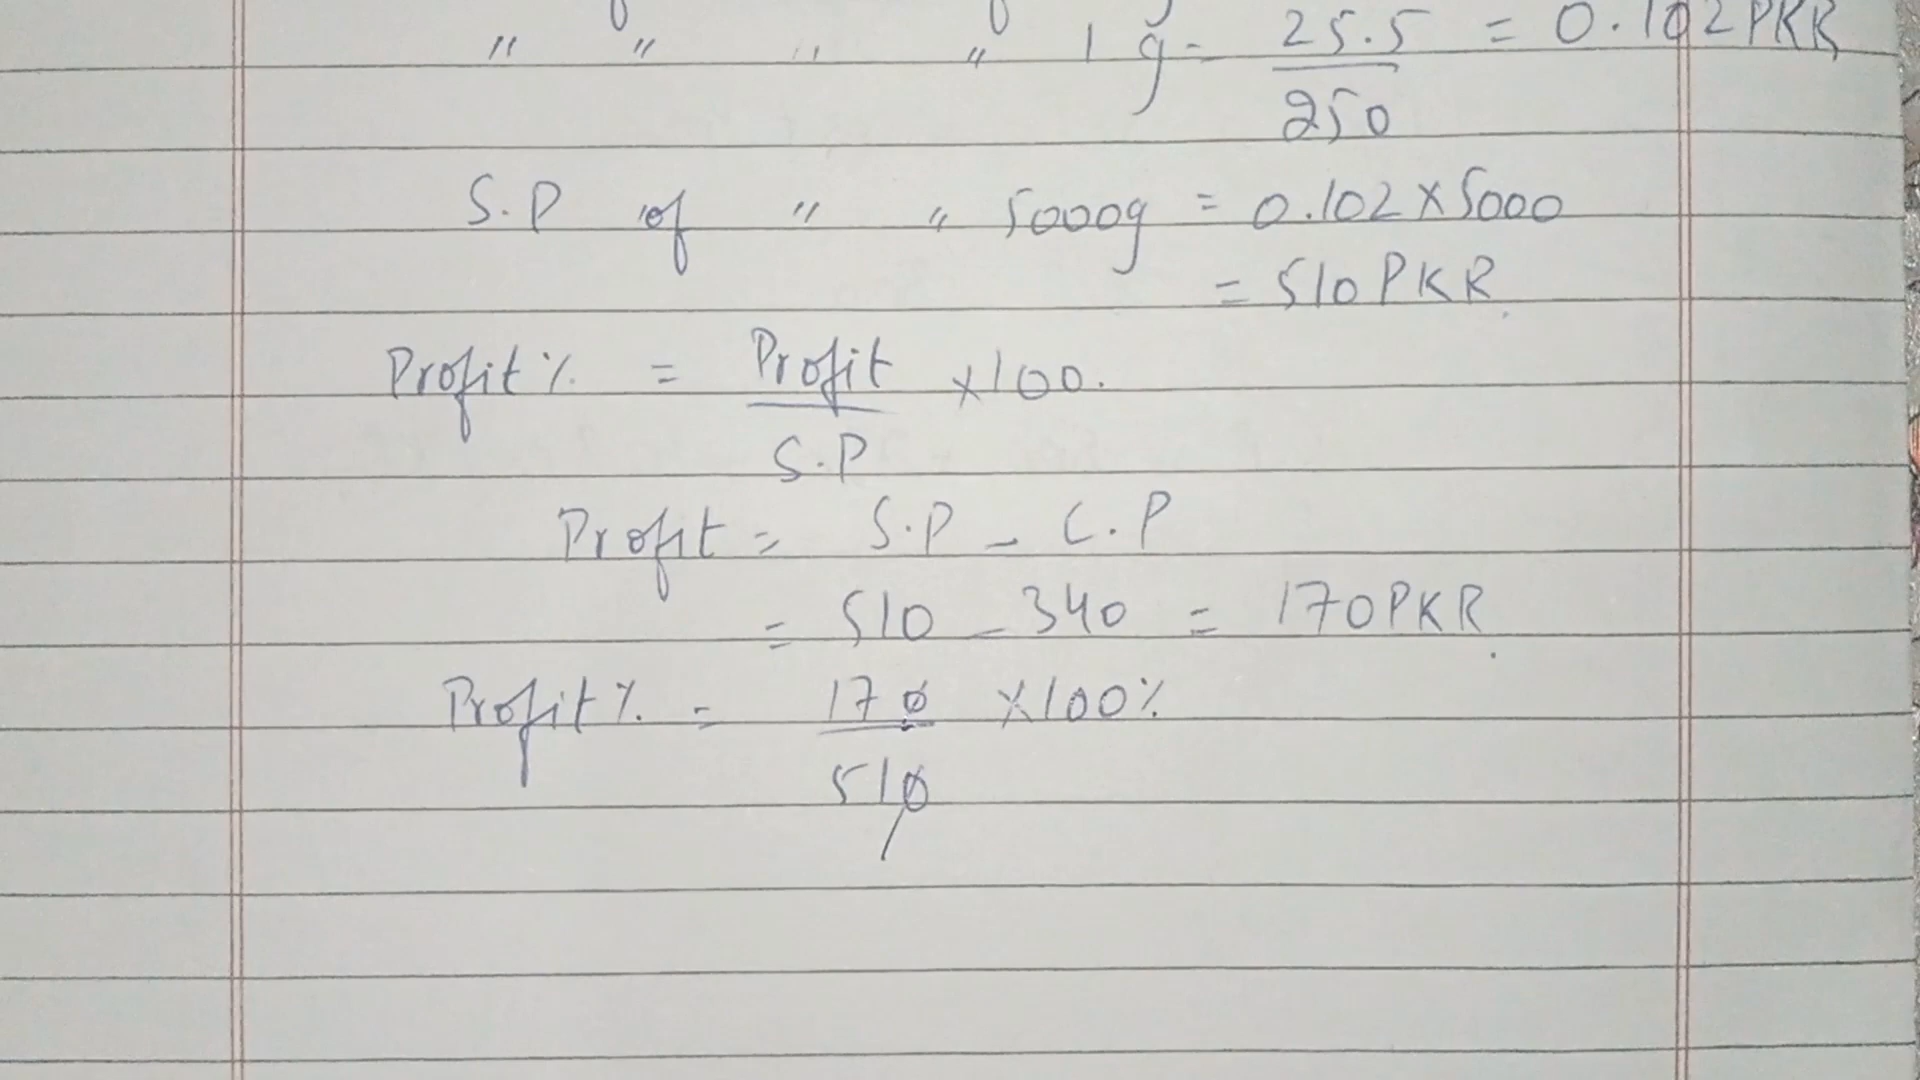 " " " " 1 g = 25.5 / 250 = 0.102 PKR
S.P of " " 5000g = 0.102 × 5000
= 510 PKR
Profit % = Profit / S.P × 100.
Profit = S.P - C.P
= 510 - 340 = 170 PKR
Profit % = 170 / 510 × 100%